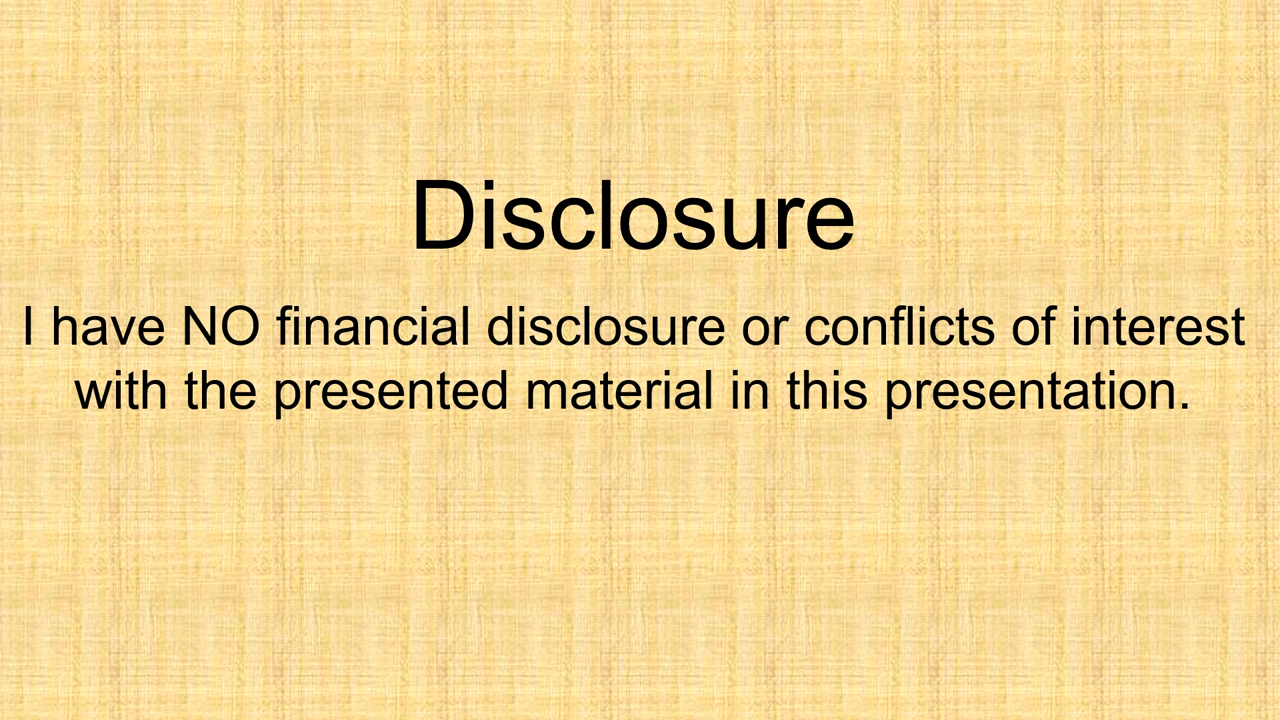 Disclosure
I have NO financial disclosure or conflicts of interest
with the presented material in this presentation.